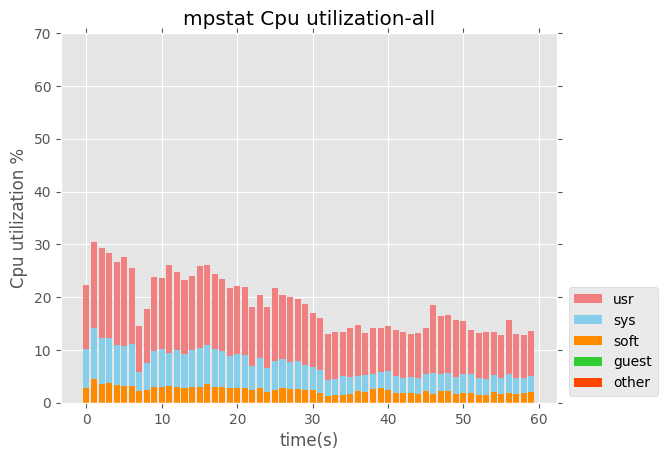 mpstat Cpu utilization-all
Cpu utilization %
70
60
50
40
30
20
10
0
0 10 20 30 40 50 60
time(s)
usr
sys
soft
guest
other